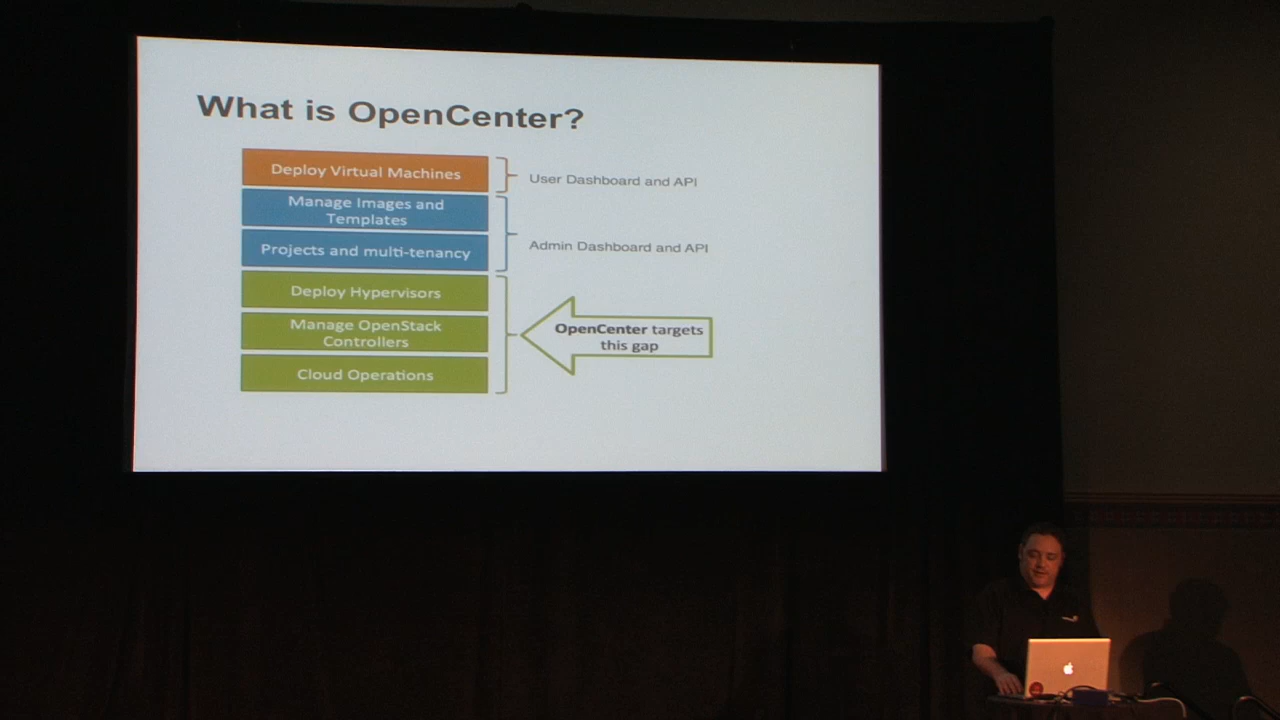 What is OpenCenter?
Deploy Virtual Machines
User Dashboard and API
Manage Images and
Templates
Projects and multi-tenancy
Admin Dashboard and API
Deploy Hypervisors
Manage OpenStack
Controllers
Cloud Operations
OpenCenter targets
this gap